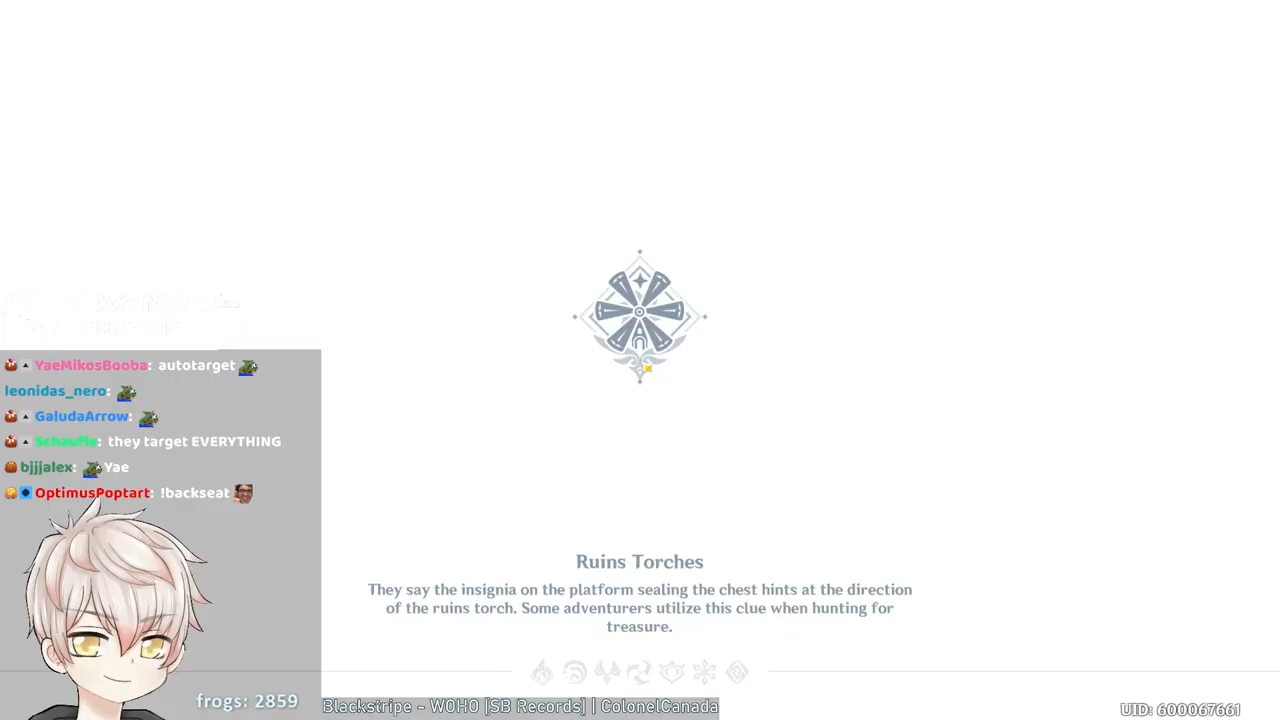 YaeMikosBooba: autotarget
leonidas_nero:
GaludaArrow:
Schaufle: they target EVERYTHING
bjjjalex: Yae
OptimusPoptart: !backseat
Ruins Torches
They say the insignia on the platform sealing the chest hints at the direction
of the ruins torch. Some adventurers utilize this clue when hunting for
treasure.
frogs: 2859
Blackstripe - WOHO [SB Records] | ColonelCanada
UID: 600067661